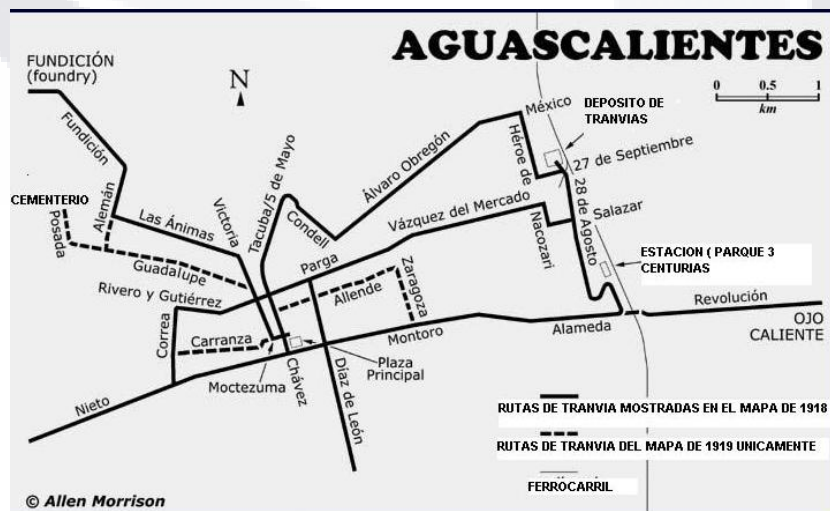 AGUASCALIENTES
FUNDICIÓN
(foundry)
N
0 0.5 1
km
DEPOSITO DE
TRANVIAS
México
Héroe de
Nacozari
27 de Septiembre
28 de Agosto
Salazar
ESTACION ( PARQUE 3
CENTURIAS
Fundición
CEMENTERIO
Posada
Alemán
Las Ánimas
Victoria
Tacuba/5 de Mayo
Condell
Álvaro Obregón
Vázquez del Mercado
Guadalupe
Parga
Rivero y Gutiérrez
Allende
Zaragoza
Correa
Carranza
Montoro
Alameda
Revolución
OJO
CALIENTE
Moctezuma
Chávez
Plaza
Principal
Díaz de León
Nieto
RUTAS DE TRANVIA MOSTRADAS EN EL MAPA DE 1918
RUTAS DE TRANVIA DEL MAPA DE 1919 UNICAMENTE
FERROCARRIL
© Allen Morrison